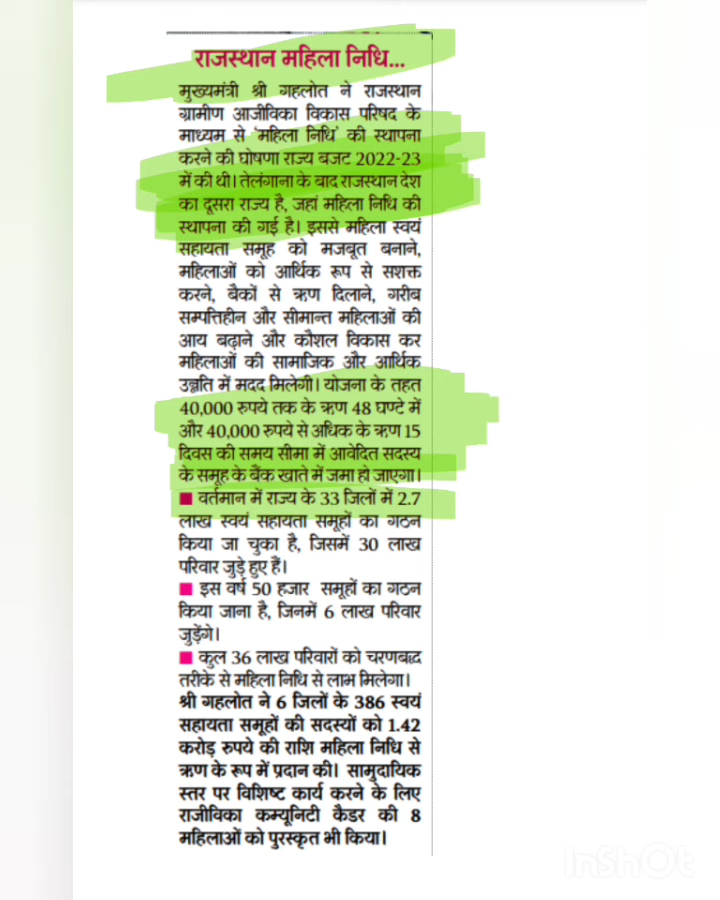 राजस्थान महिला निधि...
मुख्यमंत्री श्री गहलोत ने राजस्थान
ग्रामीण आजीविका विकास परिषद के
माध्यम से 'महिला निधि' की स्थापना
करने की घोषणा राज्य बजट 2022-23
में की थी। तेलंगाना के बाद राजस्थान देश
का दूसरा राज्य है, जहां महिला निधि की
स्थापना की गई है। इससे महिला स्वयं
सहायता समूह को मजबूत बनाने,
महिलाओं को आर्थिक रूप से सशक्त
करने, बैकों से ऋण दिलाने, गरीब
सम्पत्तिहीन और सीमान्त महिलाओं की
आय बढ़ाने और कौशल विकास कर
महिलाओं की सामाजिक और आर्थिक
उन्नति में मदद मिलेगी। योजना के तहत
40,000 रुपये तक के ऋण 48 घण्टे में
और 40,000 रुपये से अधिक के ऋण 15
दिवस की समय सीमा में आवेदित सदस्य
के समूह के बैंक खाते में जमा हो जाएगा।
■ वर्तमान में राज्य के 33 जिलों में 2.7
लाख स्वयं सहायता समूहों का गठन
किया जा चुका है, जिसमें 30 लाख
परिवार जुड़े हुए हैं।
■ इस वर्ष 50 हजार समूहों का गठन
किया जाना है, जिनमें 6 लाख परिवार
जुड़ेंगे।
■ कुल 36 लाख परिवारों को चरणबद्ध
तरीके से महिला निधि से लाभ मिलेगा।
श्री गहलोत ने 6 जिलों के 386 स्वयं
सहायता समूहों की सदस्यों को 1.42
करोड़ रुपये की राशि महिला निधि से
ऋण के रूप में प्रदान की। सामुदायिक
स्तर पर विशिष्ट कार्य करने के लिए
राजीविका कम्यूनिटी कैडर की 8
महिलाओं को पुरस्कृत भी किया।
InShOt